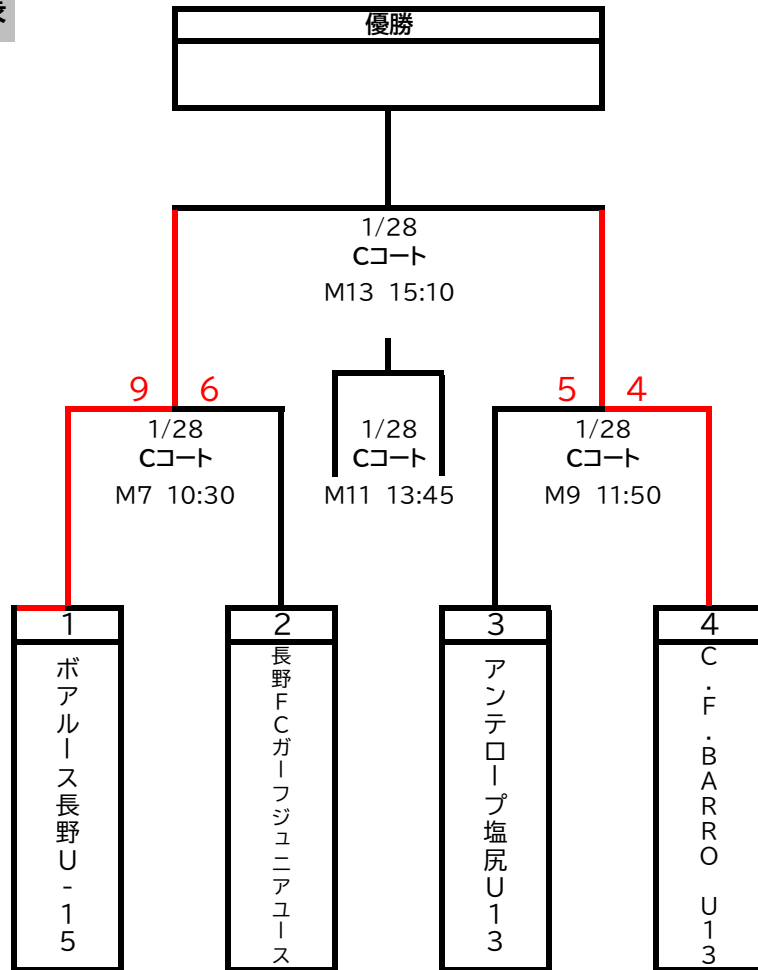 優勝
1/28
Cコート
M13 15:10
9 6
5 4
1/28
Cコート
M7 10:30
1/28
Cコート
M11 13:45
1/28
Cコート
M9 11:50
1
ボアルース長野U-15
2
長野FCガーフジュニアユース
3
アンテロープ塩尻U13
4
C.F.BARRO U13